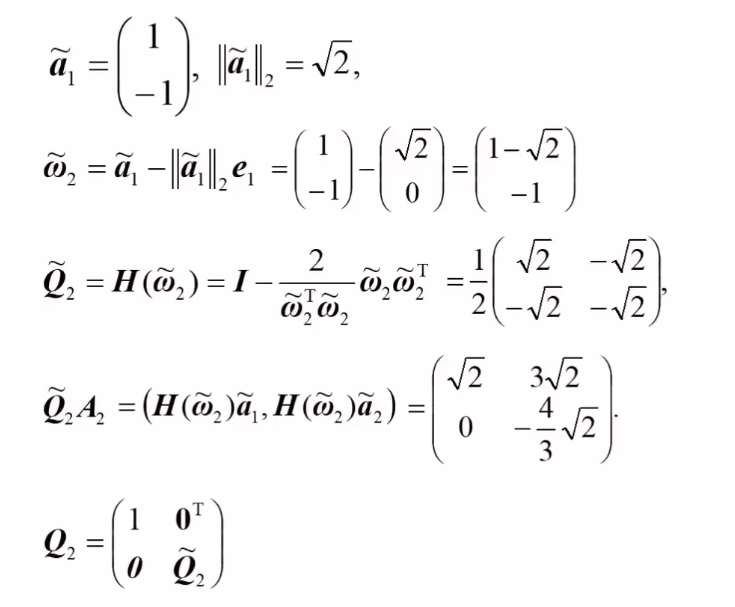 ã₁ = (1; −1), ‖ã₁‖₂ = √2,
ω̃₂ = ã₁ − ‖ã₁‖₂ e₁ = (1; −1) − (√2; 0) = (1−√2; −1)
Q̃₂ = H(ω̃₂) = I − 2/(ω̃₂ᵀω̃₂) ω̃₂ω̃₂ᵀ = 1/2 (√2 −√2; −√2 −√2),
Q̃₂A₂ = (H(ω̃₂)ã₁, H(ω̃₂)ã₂) = (√2 3√2; 0 −4/3 √2).
Q₂ = (1 0ᵀ; 0 Q̃₂)